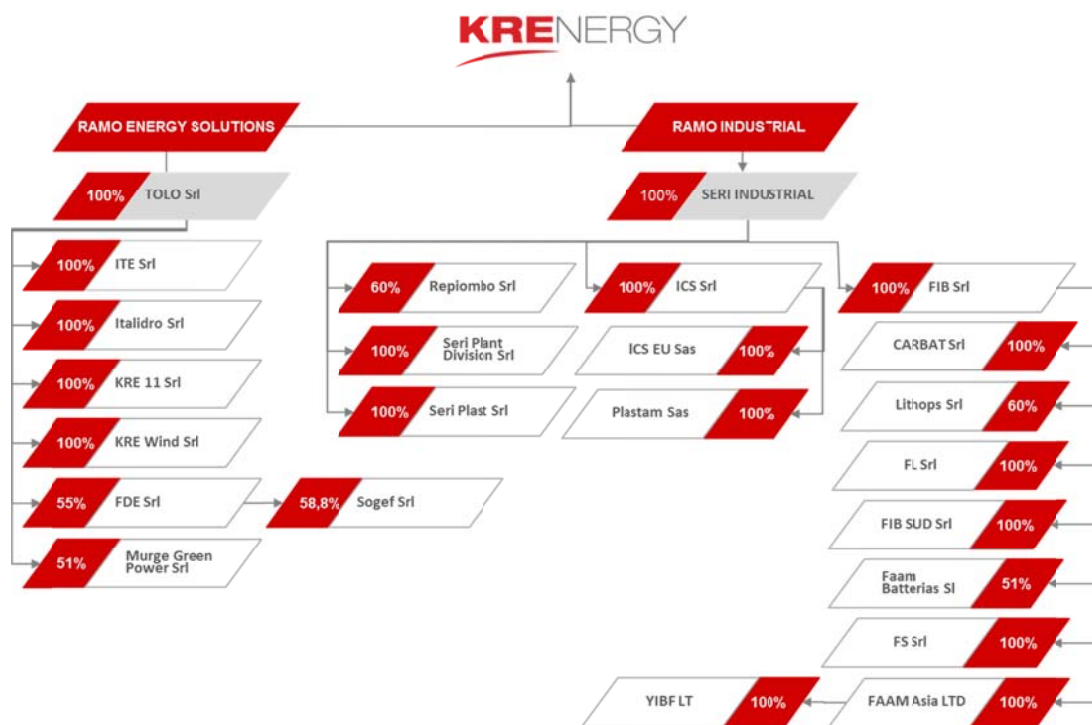 KRENERGY
RAMO ENERGY SOLUTIONS
RAMO INDUSTRIAL
100% TOLO Srl
100% SERI INDUSTRIAL
100% ITE Srl
100% Italidro Srl
100% KRE 11 Srl
100% KRE Wind Srl
55% FDE Srl
58,8% Sogef Srl
51% Murge Green
Power Srl
60% Repiombo Srl
100% Seri Plant
Division Srl
100% Seri Plast Srl
100% ICS Srl
ICS EU Sas 100%
Plastam Sas 100%
100% FIB Srl
CARBAT Srl 100%
Lithops Srl 60%
FL Srl 100%
FIB SUD Srl 100%
Faam
Batterias Sl 51%
FS Srl 100%
FAAM Asia LTD 100%
YIBF LT 100%